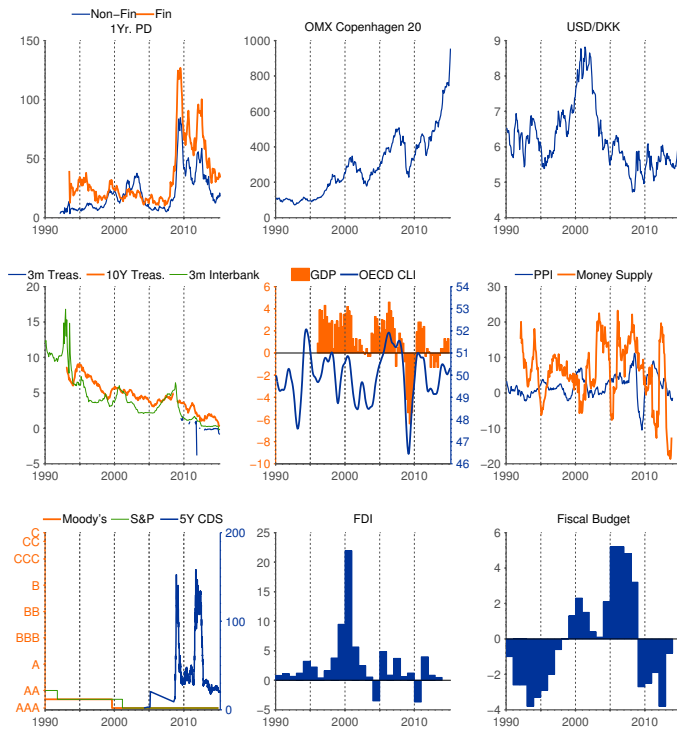 Non-Fin Fin
1Yr. PD
OMX Copenhagen 20
USD/DKK
150
100
50
0
1990 2000 2010
1000
800
600
400
200
0
1990 2000 2010
9
8
7
6
5
4
1990 2000 2010
3m Treas. 10Y Treas. 3m Interbank
GDP OECD CLI
PPI Money Supply
20
15
10
5
0
−5
1990 2000 2010
6
4
2
0
−2
−4
−6
−8
−10
54
53
52
51
50
49
48
47
46
1990 2000 2010
30
20
10
0
−10
−20
1990 2000 2010
Moody's S&P 5Y CDS
FDI
Fiscal Budget
C
CC
CCC
B
BB
BBB
A
AA
AAA
200
100
0
1990 2000 2010
25
20
15
10
5
0
−5
1990 2000 2010
6
4
2
0
−2
−4
1990 2000 2010